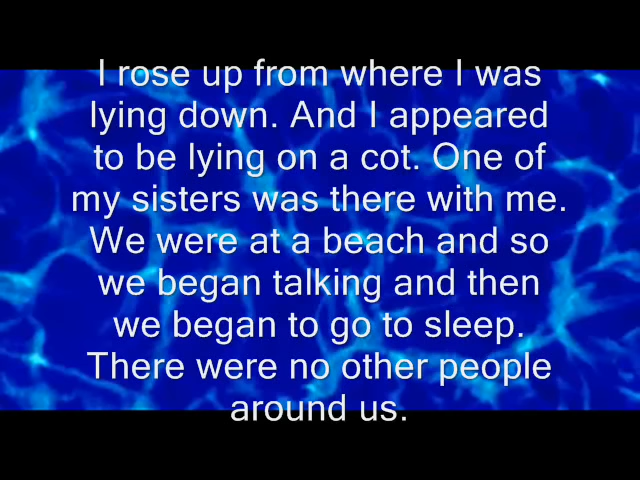 I rose up from where I was
lying down. And I appeared
to be lying on a cot. One of
my sisters was there with me.
We were at a beach and so
we began talking and then
we began to go to sleep.
There were no other people
around us.